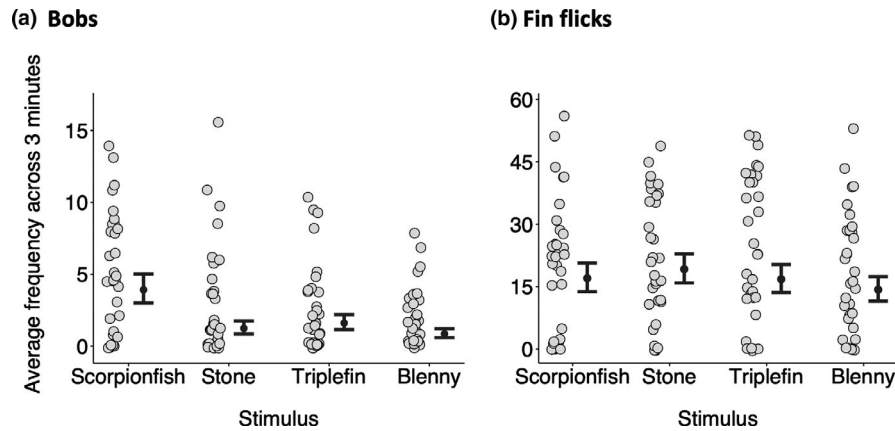 (a) Bobs
(b) Fin flicks
Average frequency across 3 minutes
15
10
5
0
Scorpionfish Stone Triplefin Blenny
Stimulus
60
45
30
15
0
Scorpionfish Stone Triplefin Blenny
Stimulus